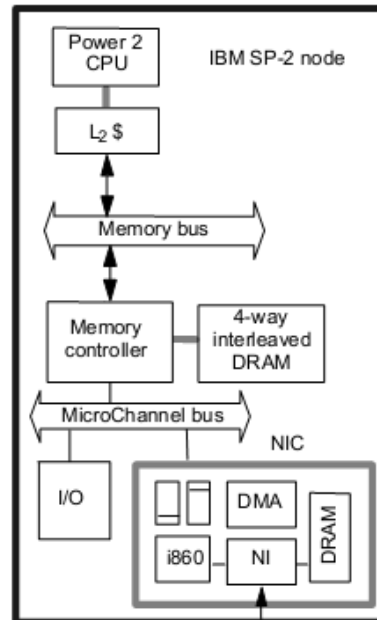 Power 2
CPU
IBM SP-2 node
L2 $
Memory bus
Memory
controller
4-way
interleaved
DRAM
MicroChannel bus
NIC
I/O
DMA
DRAM
i860
NI